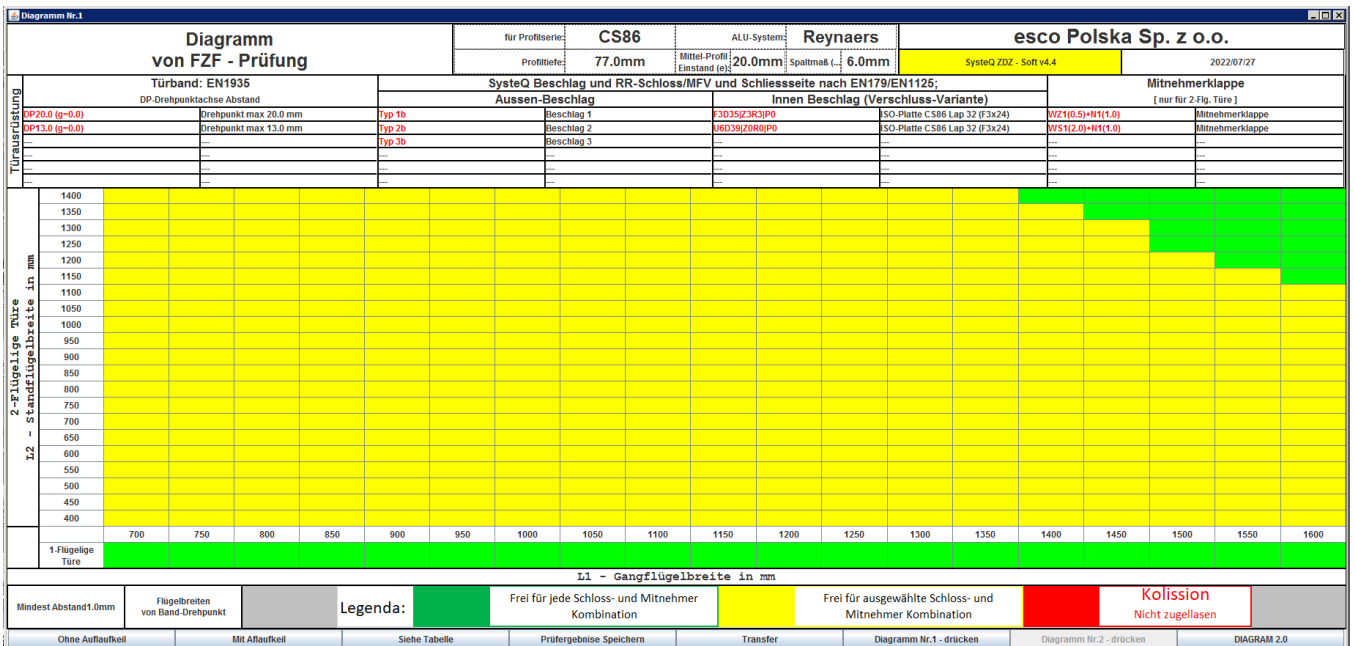 Diagramm Nr.1
Diagramm
von FZF - Prüfung
für Profilserie: CS86 ALU-System: Reynaers
Profiltiefe: 77.0mm Mittel-Profil Einstand (e): 20.0mm Spaltmaß (... 6.0mm
esco Polska Sp. z o.o.
SysteQ ZDZ - Soft v4.4 2022/07/27
Türausrüstung
Türband: EN1935
DP-Drehpunktachse Abstand
SysteQ Beschlag und RR-Schloss/MFV und Schliessseite nach EN179/EN1125;
Aussen-Beschlag Innen Beschlag (Verschluss-Variante)
Mitnehmerklappe
[ nur für 2-Flg. Türe ]
DP20.0 (g=0.0) Drehpunkt max 20.0 mm Typ 1b Beschlag 1 F3D35|Z3R3|P0 ISO-Platte CS86 Lap 32 (F3x24) WZ1(0.5)+N1(1.0) Mitnehmerklappe
DP13.0 (g=0.0) Drehpunkt max 13.0 mm Typ 2b Beschlag 2 U6D39|Z0R0|P0 ISO-Platte CS86 Lap 32 (F3x24) WS1(2.0)+N1(1.0) Mitnehmerklappe
--- --- Typ 3b Beschlag 3 --- --- --- ---
--- --- --- --- --- --- --- ---
--- --- --- --- --- --- --- ---
--- --- --- --- --- --- --- ---
2-Flügelige Türe
L2 - Standflügelbreite in mm
1400
1350
1300
1250
1200
1150
1100
1050
1000
950
900
850
800
750
700
650
600
550
500
450
400
700 750 800 850 900 950 1000 1050 1100 1150 1200 1250 1300 1350 1400 1450 1500 1550 1600
1-Flügelige
Türe
L1 - Gangflügelbreite in mm
Mindest Abstand1.0mm
Flügelbreiten
von Band-Drehpunkt
Legenda:
Frei für jede Schloss- und Mitnehmer
Kombination
Frei für ausgewählte Schloss- und
Mitnehmer Kombination
Kolission
Nicht zugellasen
Ohne Auflaufkeil Mit Aflaufkeil Siehe Tabelle Prüfergebnise Speichern Transfer Diagramm Nr.1 - drücken Diagramm Nr.2 - drücken DIAGRAM 2.0